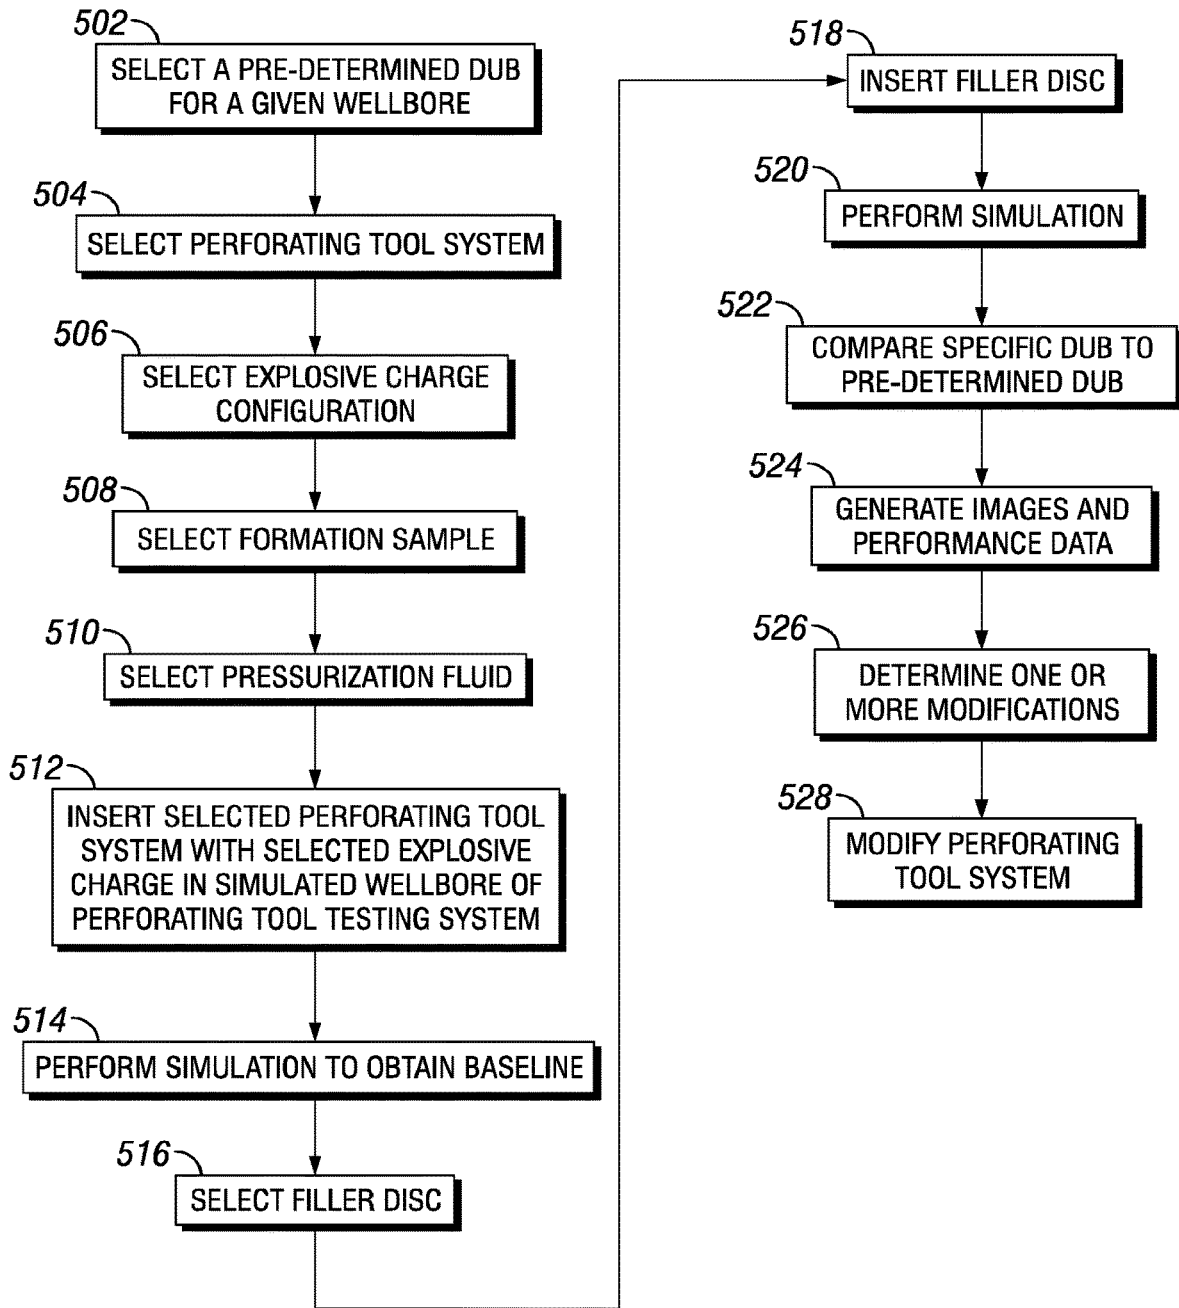 502
SELECT A PRE-DETERMINED DUB
FOR A GIVEN WELLBORE
504
SELECT PERFORATING TOOL SYSTEM
506
SELECT EXPLOSIVE CHARGE
CONFIGURATION
508
SELECT FORMATION SAMPLE
510
SELECT PRESSURIZATION FLUID
512
INSERT SELECTED PERFORATING TOOL
SYSTEM WITH SELECTED EXPLOSIVE
CHARGE IN SIMULATED WELLBORE OF
PERFORATING TOOL TESTING SYSTEM
514
PERFORM SIMULATION TO OBTAIN BASELINE
516
SELECT FILLER DISC
518
INSERT FILLER DISC
520
PERFORM SIMULATION
522
COMPARE SPECIFIC DUB TO
PRE-DETERMINED DUB
524
GENERATE IMAGES AND
PERFORMANCE DATA
526
DETERMINE ONE OR
MORE MODIFICATIONS
528
MODIFY PERFORATING
TOOL SYSTEM